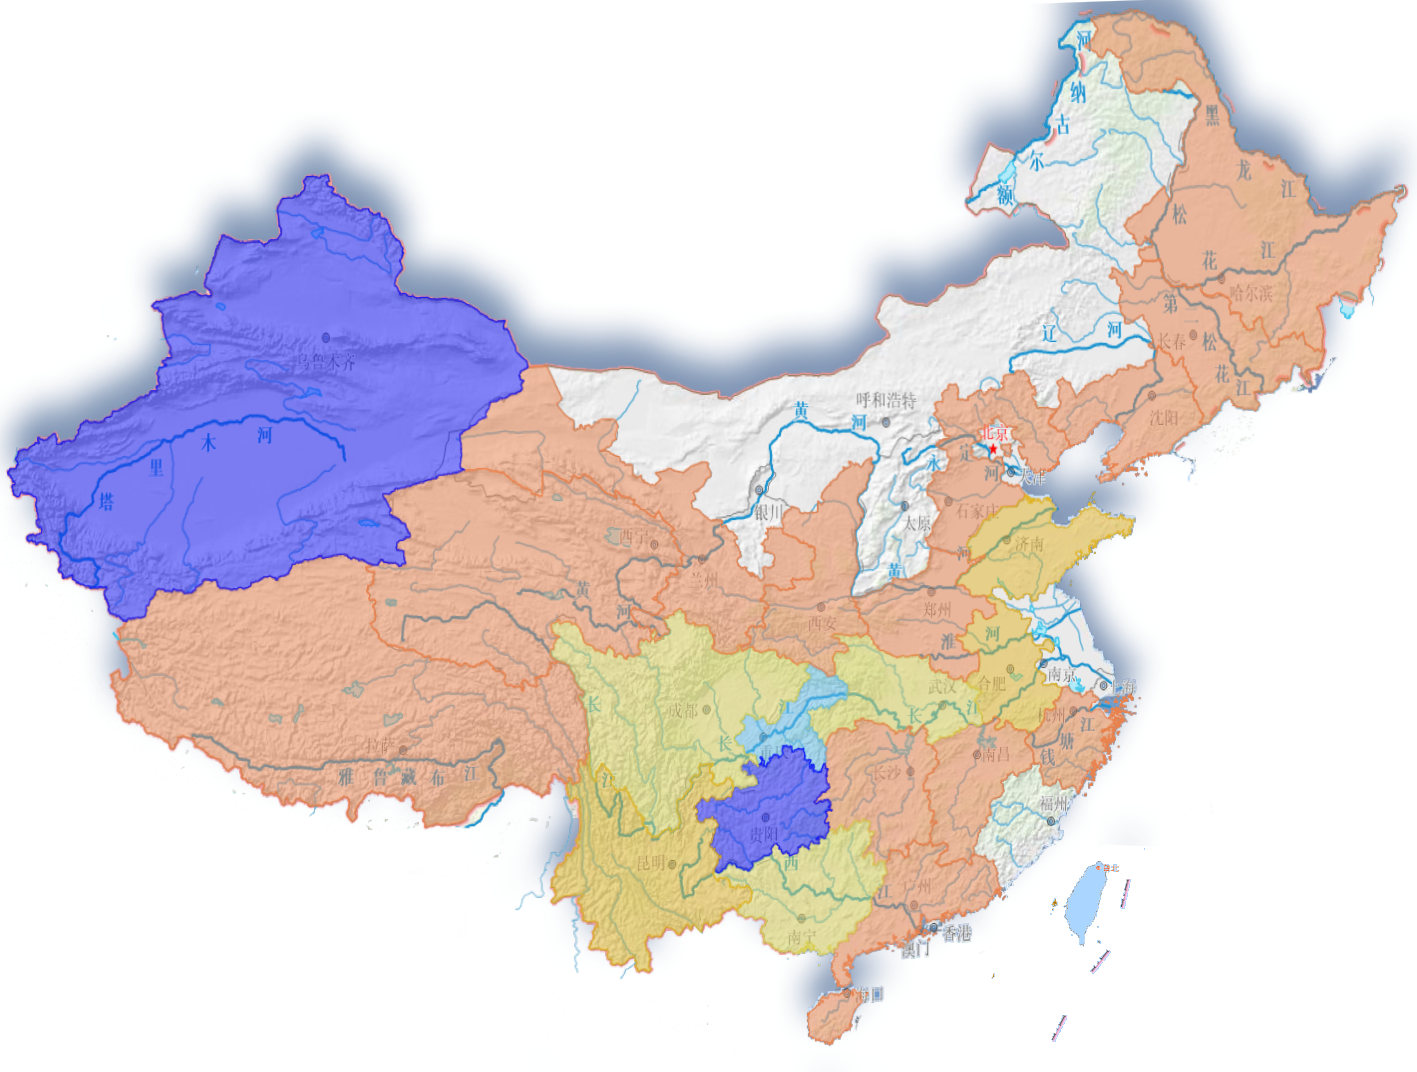 河
纳
古
尔
额
黑
龙
江
松
花
江
哈尔滨
第
二
松
花
江
长春
辽
河
沈阳
呼和浩特
乌鲁木齐
塔
里
木
河
黄
河
北京
永
定
河
天津
银川
太原
石家庄
济南
西宁
兰州
黄
河
黄
河
西安
郑州
淮
河
南京
上海
合肥
武汉
杭州
钱
塘
江
长
江
成都
长
江
长
江
重庆
拉萨
雅
鲁
藏
布
江
长沙
南昌
福州
贵阳
昆明
西
江
广州
南宁
香港
澳门
台北
海口